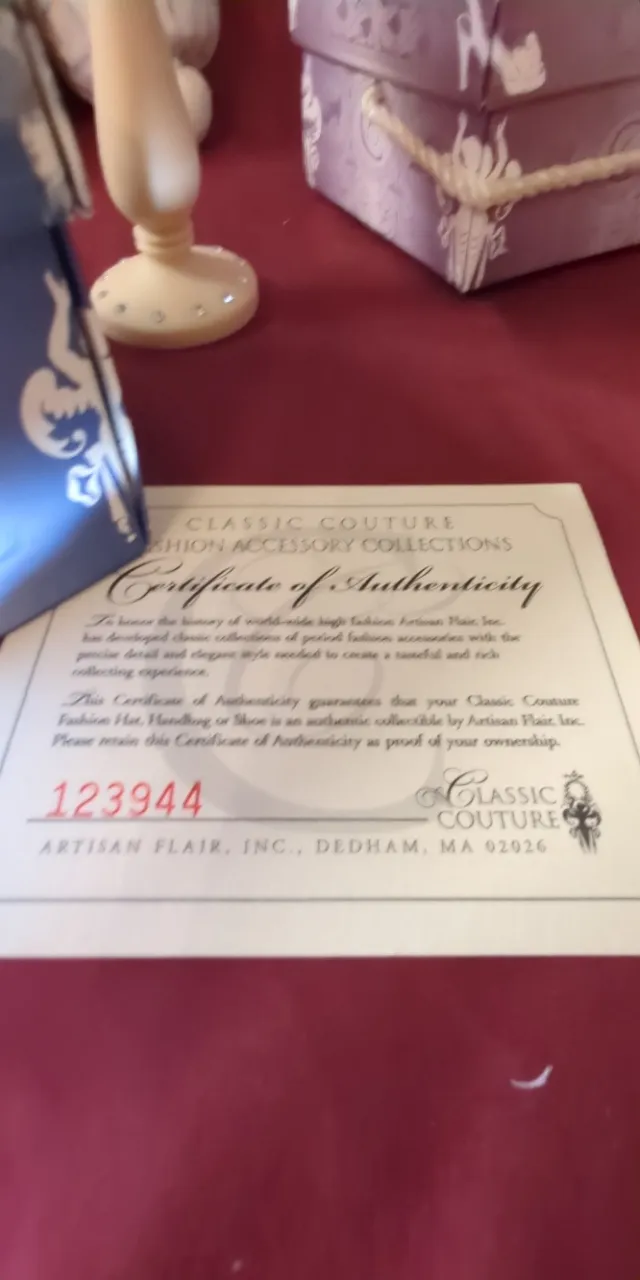 CLASSIC COUTURE
SHION ACCESSORY COLLECTIONS
Certificate of Authenticity
To honor the history of world-wide high fashion Artisan Flair, Inc.
has developed classic collections of period fashion accessories with the
precise detail and elegant style needed to create a tasteful and rich
collecting experience.
This Certificate of Authenticity guarantees that your Classic Couture
Fashion Hat, Handbag or Shoe is an authentic collectible by Artisan Flair, Inc.
Please retain this Certificate of Authenticity as proof of your ownership.
123944
CLASSIC
COUTURE
ARTISAN FLAIR, INC., DEDHAM, MA 02026